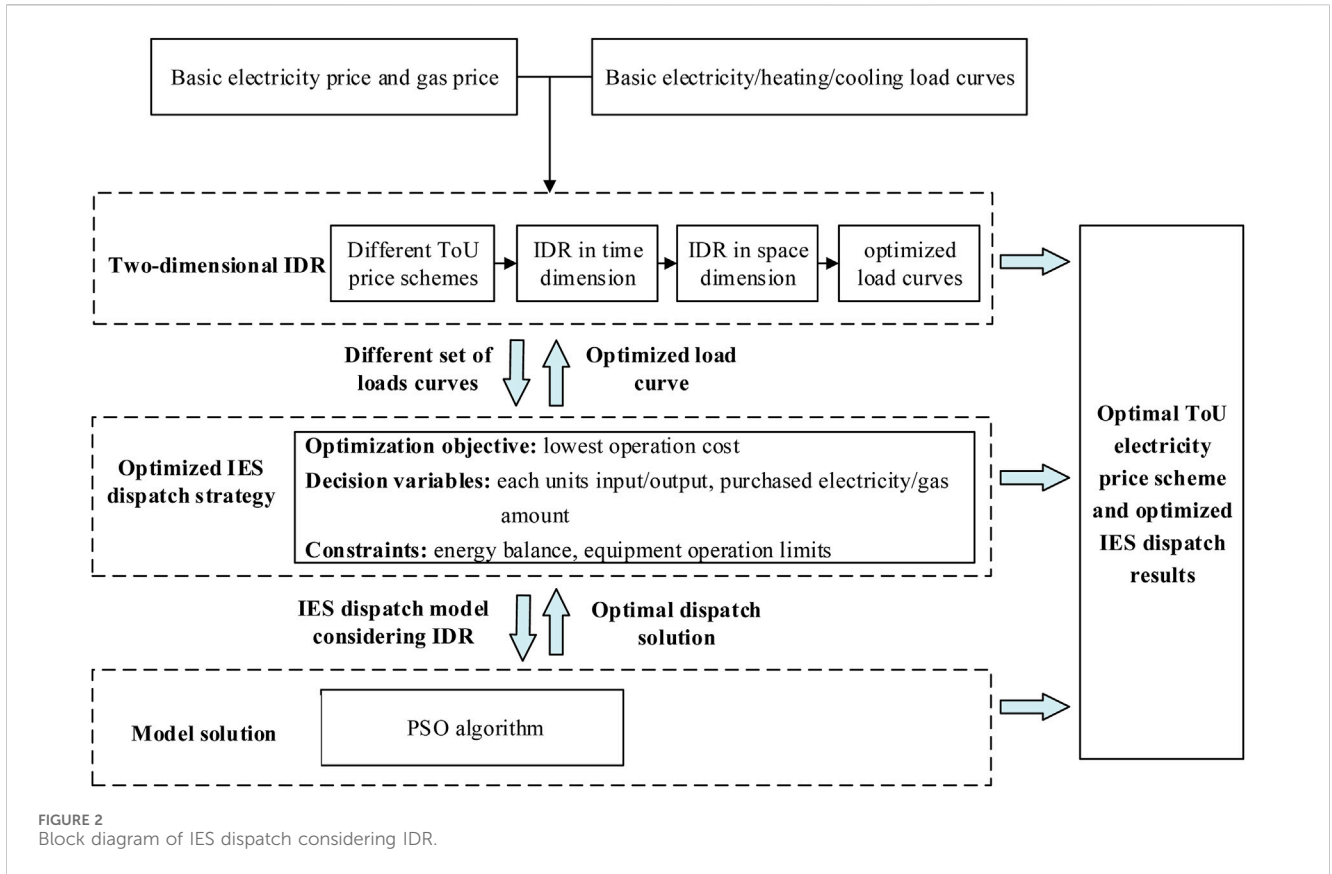 Basic electricity price and gas price
Basic electricity/heating/cooling load curves
Two-dimensional IDR
Different ToU
price schemes
IDR in time
dimension
IDR in space
dimension
optimized
load curves
Different set of
loads curves
Optimized load
curve
Optimized IES
dispatch strategy
Optimization objective: lowest operation cost
Decision variables: each units input/output, purchased electricity/gas
amount
Constraints: energy balance, equipment operation limits
IES dispatch model
considering IDR
Optimal dispatch
solution
Model solution
PSO algorithm
Optimal ToU
electricity
price scheme
and optimized
IES dispatch
results
FIGURE 2
Block diagram of IES dispatch considering IDR.